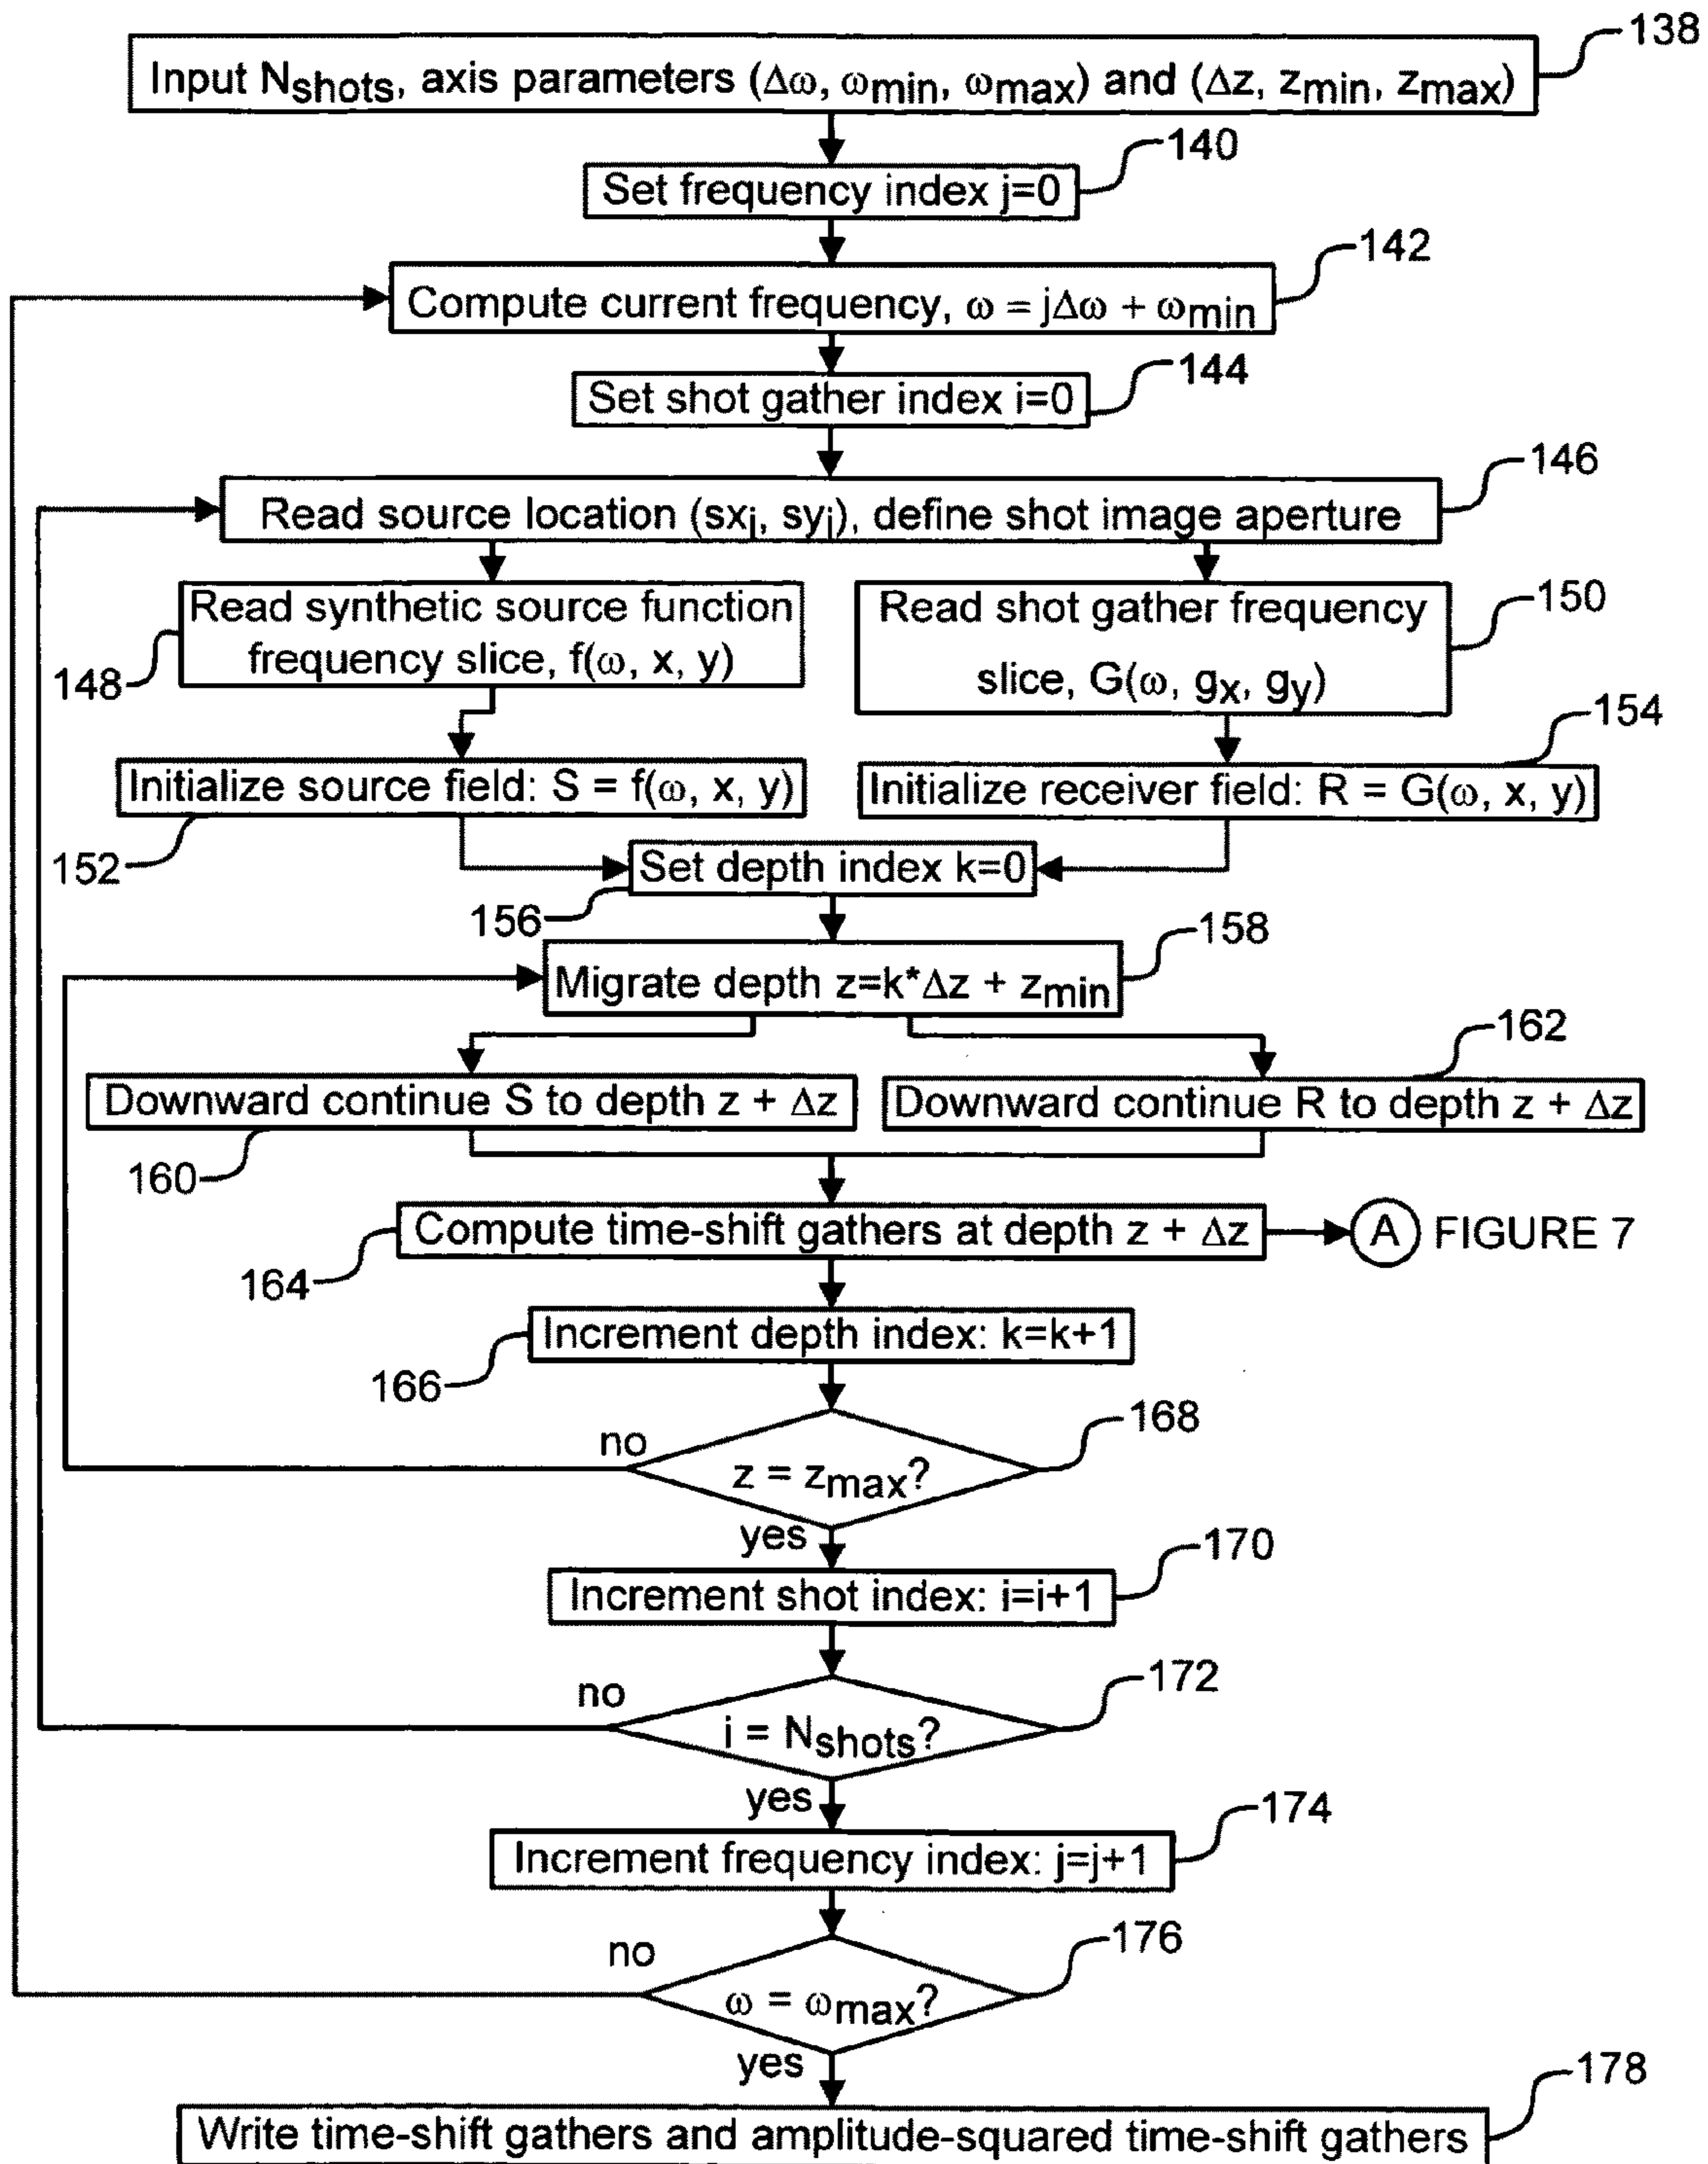 138
Input Nshots, axis parameters (Δω, ωmin, ωmax) and (Δz, zmin, zmax)
140
Set frequency index j=0
142
Compute current frequency, ω = jΔω + ωmin
144
Set shot gather index i=0
146
Read source location (sxi, syi), define shot image aperture
Read synthetic source function
frequency slice, f(ω, x, y)
148
Read shot gather frequency
slice, G(ω, gx, gy)
150
154
Initialize source field: S = f(ω, x, y)
152
Initialize receiver field: R = G(ω, x, y)
Set depth index k=0
156
158
Migrate depth z=k*Δz + zmin
162
Downward continue S to depth z + Δz
Downward continue R to depth z + Δz
160
Compute time-shift gathers at depth z + Δz
A FIGURE 7
164
Increment depth index: k=k+1
166
168
no
z = zmax?
yes
170
Increment shot index: i=i+1
172
no
i = Nshots?
yes
174
Increment frequency index: j=j+1
176
no
ω = ωmax?
yes
178
Write time-shift gathers and amplitude-squared time-shift gathers